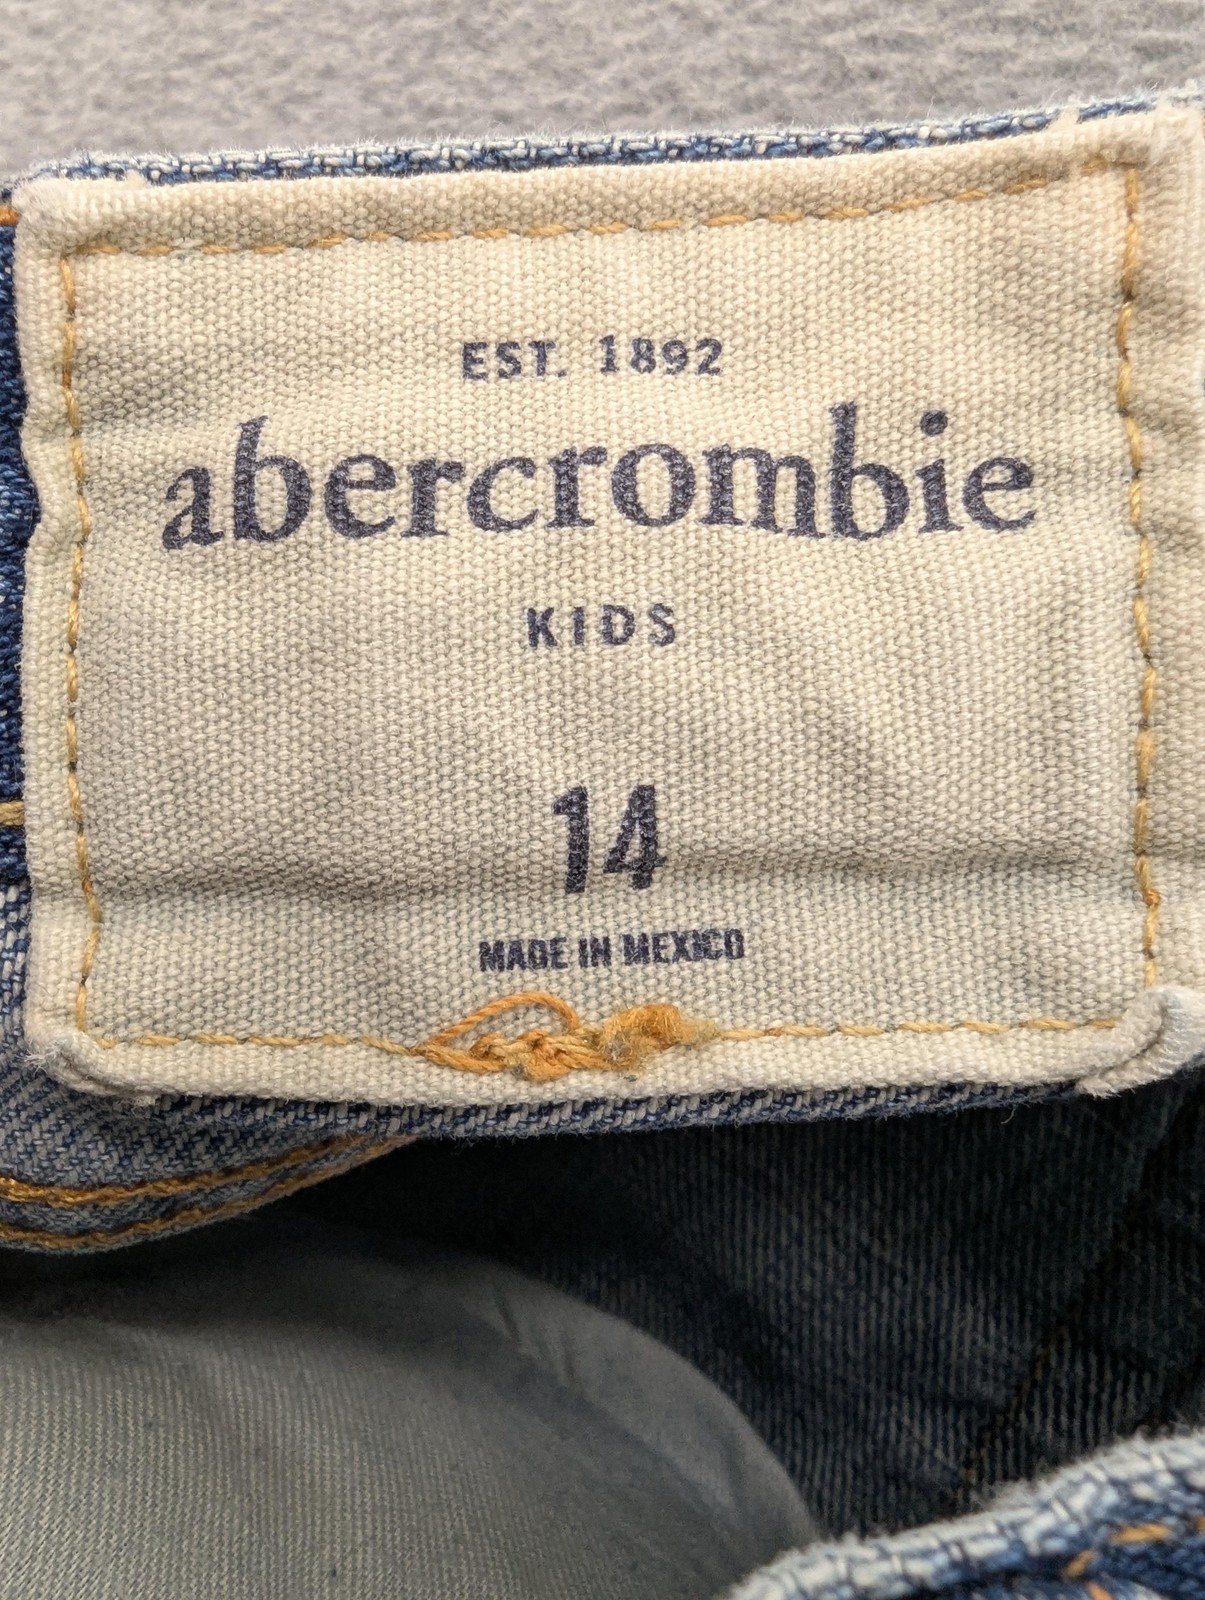 EST. 1892
abercrombie
KIDS
14
MADE IN MEXICO